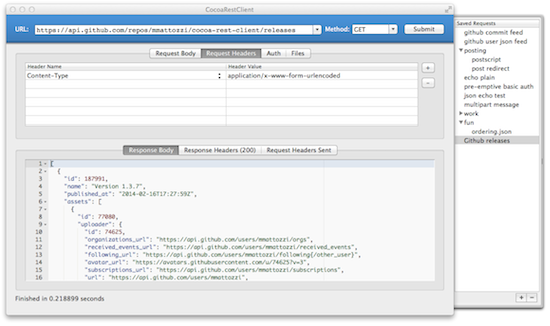 CocoaRestClient
URL: https://api.github.com/repos/mmattozzi/cocoa-rest-client/releases Method: GET Submit
Request Body Request Headers Auth Files
Header Name Header Value
Content-Type application/x-www-form-urlencoded
+
-
Response Body Response Headers (200) Request Headers Sent
1 [
2 {
3 "id": 187991,
4 "name": "Version 1.3.7",
5 "published_at": "2014-02-16T17:27:59Z",
6 "assets": [
7 {
8 "id": 77080,
9 "uploader": {
10 "id": 74625,
11 "organizations_url": "https://api.github.com/users/mmattozzi/orgs",
12 "received_events_url": "https://api.github.com/users/mmattozzi/received_events",
13 "following_url": "https://api.github.com/users/mmattozzi/following{/other_user}",
14 "avatar_url": "https://avatars.githubusercontent.com/u/74625?v=3",
15 "subscriptions_url": "https://api.github.com/users/mmattozzi/subscriptions",
16 "url": "https://api.github.com/users/mmattozzi",
Finished in 0.218899 seconds
Saved Requests
github commit feed
github user json feed
posting
postscript
post redirect
echo plain
pre-emptive basic auth
json echo test
multipart message
work
fun
ordering.json
Github releases
+ -